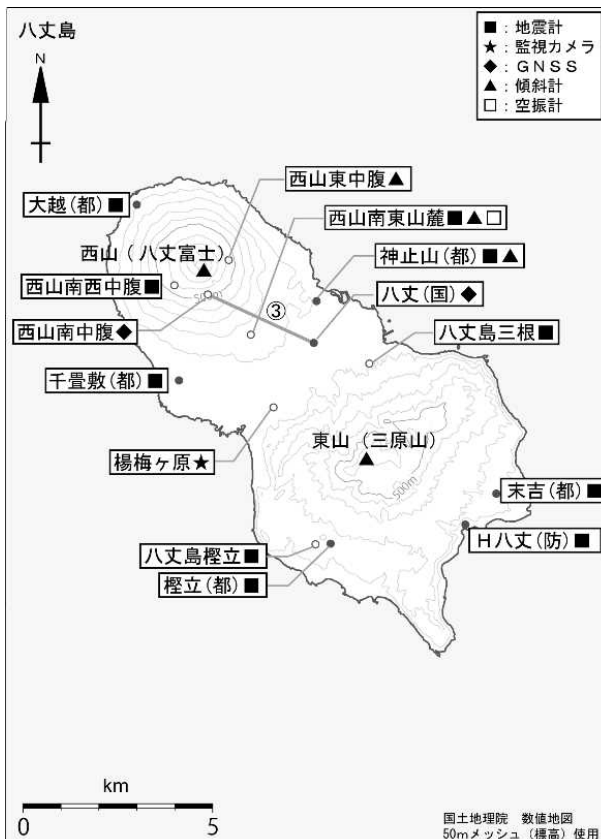 八丈島
N
■：地震計
★：監視カメラ
◆：ＧＮＳＳ
▲：傾斜計
□：空振計
西山東中腹▲
大越(都)■
西山南東山麓■▲□
西山（八丈富士）
神止山(都)■▲
西山南西中腹■
八丈(国)◆
③
西山南中腹◆
八丈島三根■
千畳敷(都)■
東山（三原山）
楊梅ヶ原★
500m
末吉(都)■
Ｈ八丈(防)■
八丈島樫立■
樫立(都)■
km
0 5
国土地理院　数値地図
50mメッシュ（標高）使用